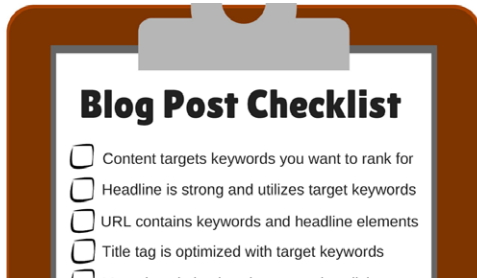 Blog Post Checklist
Content targets keywords you want to rank for
Headline is strong and utilizes target keywords
URL contains keywords and headline elements
Title tag is optimized with target keywords